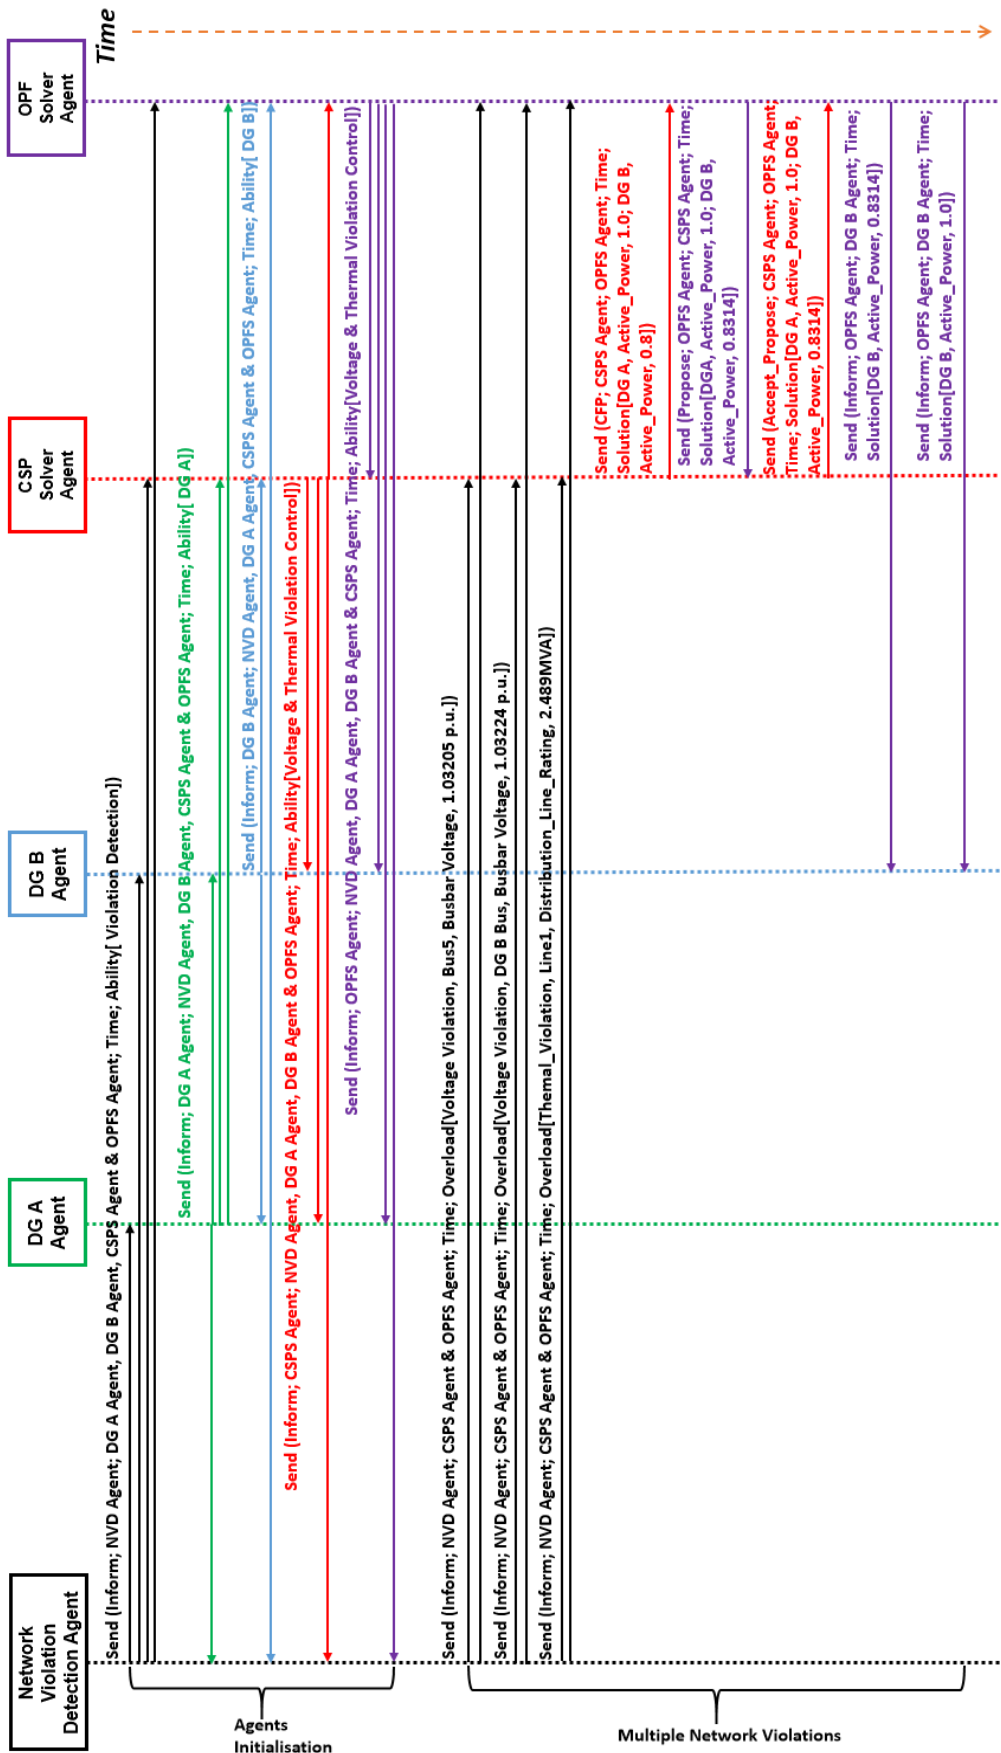 Network
Violation
Detection Agent
DG A
Agent
DG B
Agent
CSP
Solver
Agent
OPF
Solver
Agent
Time
Send (Inform; NVD Agent; DG A Agent, DG B Agent, CSPS Agent & OPFS Agent; Time; Ability[ Violation Detection])
Send (Inform; DG A Agent; NVD Agent, DG B Agent, CSPS Agent & OPFS Agent; Time; Ability[ DG A])
Send (Inform; DG B Agent; NVD Agent, DG A Agent, CSPS Agent & OPFS Agent; Time; Ability[ DG B])
Send (Inform; CSPS Agent; NVD Agent, DG A Agent, DG B Agent & OPFS Agent; Time; Ability[Voltage & Thermal Violation Control])
Send (Inform; OPFS Agent; NVD Agent, DG A Agent, DG B Agent & CSPS Agent; Time; Ability[Voltage & Thermal Violation Control])
Agents
Initialisation
Send (Inform; NVD Agent; CSPS Agent & OPFS Agent; Time; Overload[Voltage Violation, Bus5, Busbar Voltage, 1.03205 p.u.])
Send (Inform; NVD Agent; CSPS Agent & OPFS Agent; Time; Overload[Voltage Violation, DG B Bus, Busbar Voltage, 1.03224 p.u.])
Send (Inform; NVD Agent; CSPS Agent & OPFS Agent; Time; Overload[Thermal_Violation, Line1, Distribution_Line_Rating, 2.489MVA])
Send (CFP; CSPS Agent; OPFS Agent; Time;
Solution[DG A, Active_Power, 1.0; DG B,
Active_Power, 0.8])
Send (Propose; OPFS Agent; CSPS Agent; Time;
Solution[DGA, Active_Power, 1.0; DG B,
Active_Power, 0.8314])
Send (Accept_Propose; CSPS Agent; OPFS Agent;
Time; Solution[DG A, Active_Power, 1.0; DG B,
Active_Power, 0.8314])
Send (Inform; OPFS Agent; DG B Agent; Time;
Solution[DG B, Active_Power, 0.8314])
Send (Inform; OPFS Agent; DG B Agent; Time;
Solution[DG B, Active_Power, 1.0])
Multiple Network Violations